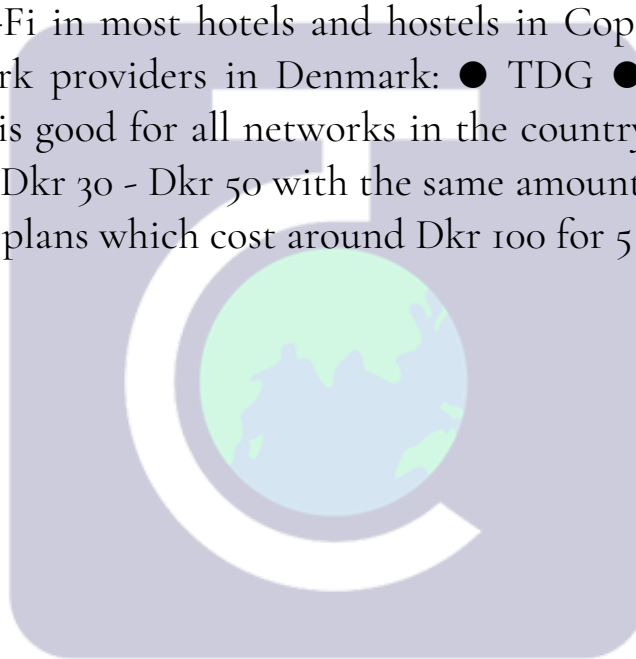 -Fi in most hotels and hostels in Cop
rk providers in Denmark: ● TDG ●
is good for all networks in the country
Dkr 30 - Dkr 50 with the same amount
plans which cost around Dkr 100 for 5